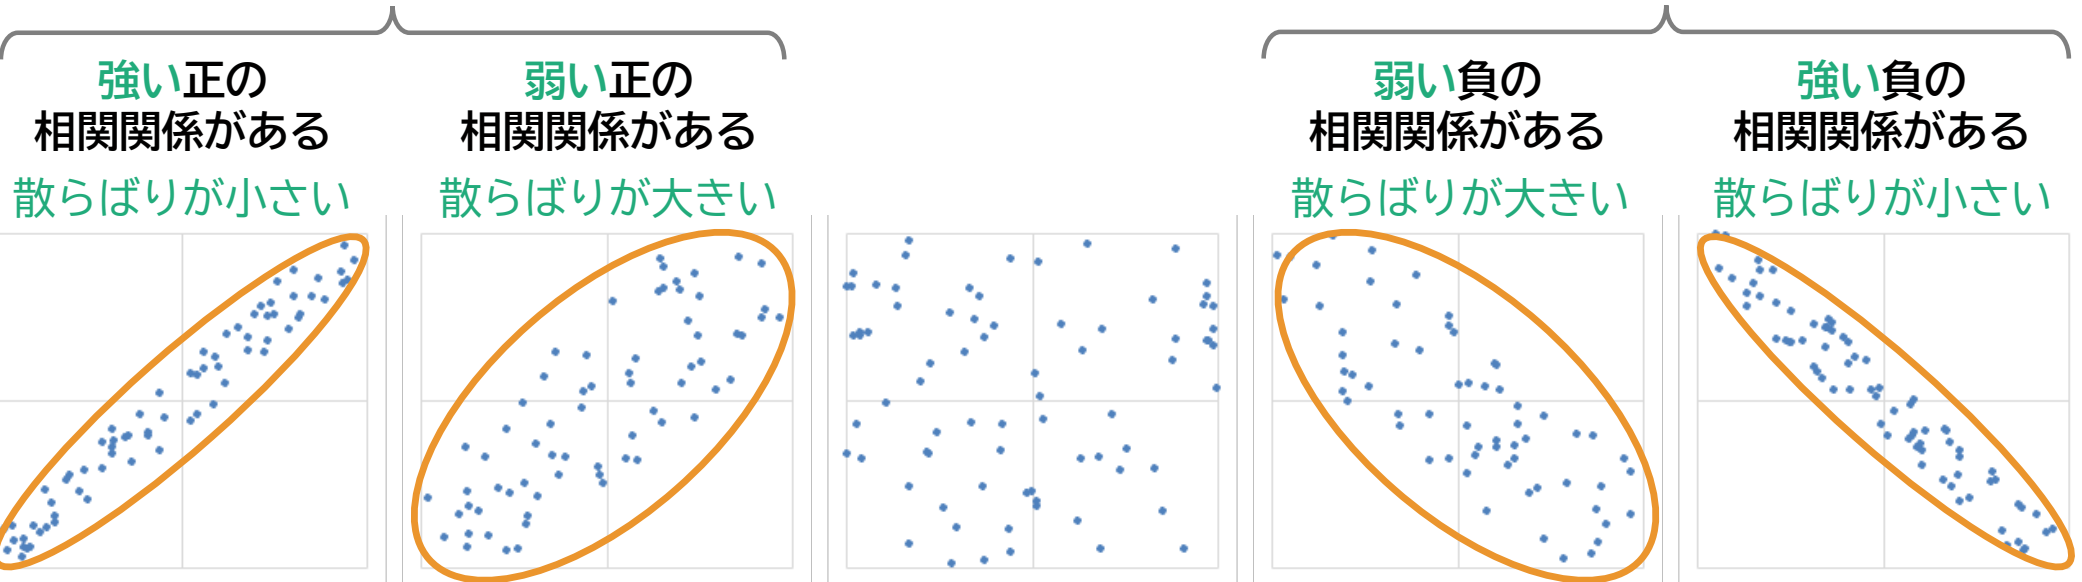 強い正の
相関関係がある
散らばりが小さい
弱い正の
相関関係がある
散らばりが大きい
弱い負の
相関関係がある
散らばりが大きい
強い負の
相関関係がある
散らばりが小さい